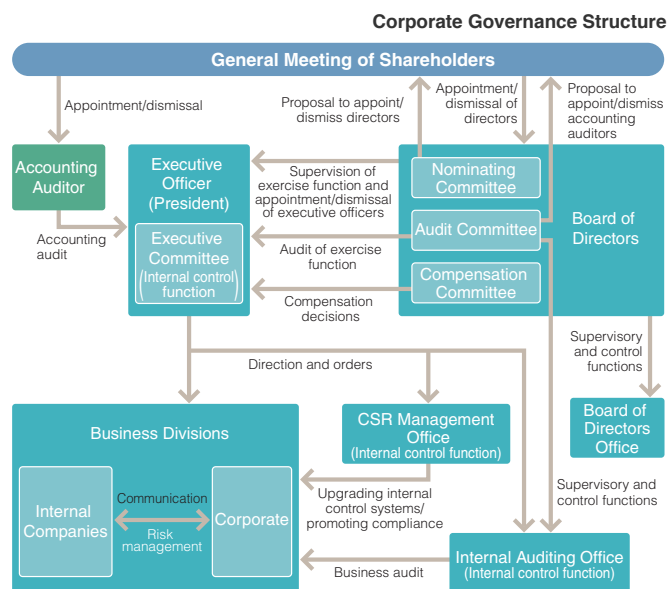 Corporate Governance Structure
General Meeting of Shareholders
Appointment/dismissal
Proposal to appoint/
dismiss directors
Appointment/
dismissal of
directors
Proposal to
appoint/dismiss
accounting
auditors
Accounting
Auditor
Executive
Officer
(President)
Supervision of
exercise function and
appointment/dismissal
of executive officers
Nominating
Committee
Board of
Directors
Accounting
audit
Executive
Committee
(Internal control
function)
Audit of exercise
function
Audit Committee
Compensation
Committee
Compensation
decisions
Direction and orders
Supervisory
and control
functions
Business Divisions
CSR Management
Office
(Internal control function)
Board of
Directors
Office
Internal
Companies
Communication
Risk
management
Corporate
Upgrading internal
control systems/
promoting compliance
Supervisory and
control functions
Business audit
Internal Auditing Office
(Internal control function)